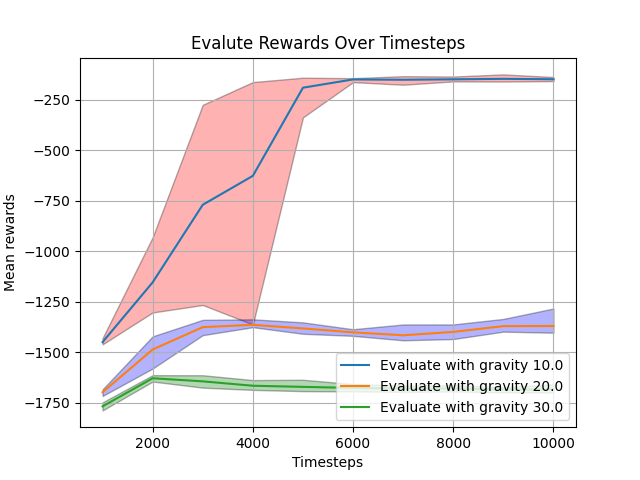 Evalute Rewards Over Timesteps
Mean rewards
−250
−500
−750
−1000
−1250
−1500
−1750
Evaluate with gravity 10.0
Evaluate with gravity 20.0
Evaluate with gravity 30.0
2000 4000 6000 8000 10000
Timesteps